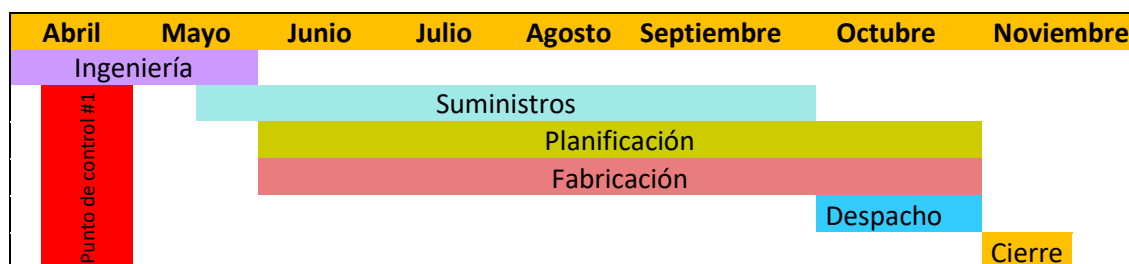 Abril Mayo Junio Julio Agosto Septiembre Octubre Noviembre
Ingeniería
Punto de control #1
Suministros
Planificación
Fabricación
Despacho
Cierre